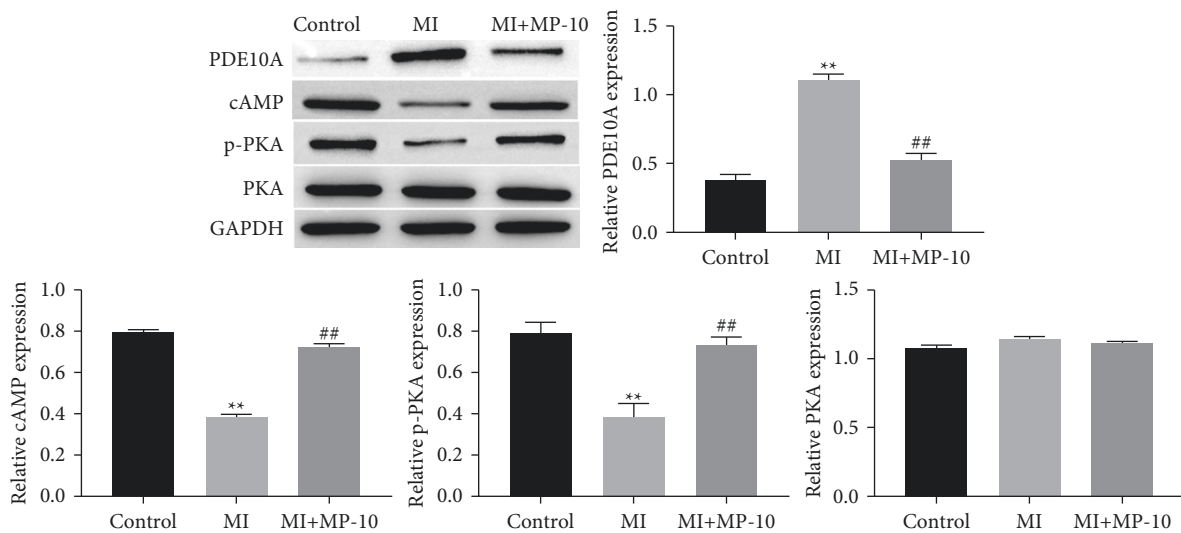 Control MI MI+MP-10
PDE10A
cAMP
p-PKA
PKA
GAPDH
Relative PDE10A expression
1.5
1.0
0.5
0.0
**
##
Control MI MI+MP-10
Relative cAMP expression
1.0
0.8
0.6
0.4
0.2
0.0
**
##
Control MI MI+MP-10
Relative p-PKA expression
1.0
0.8
0.6
0.4
0.2
0.0
**
##
Control MI MI+MP-10
Relative PKA expression
1.5
1.0
0.5
0.0
Control MI MI+MP-10